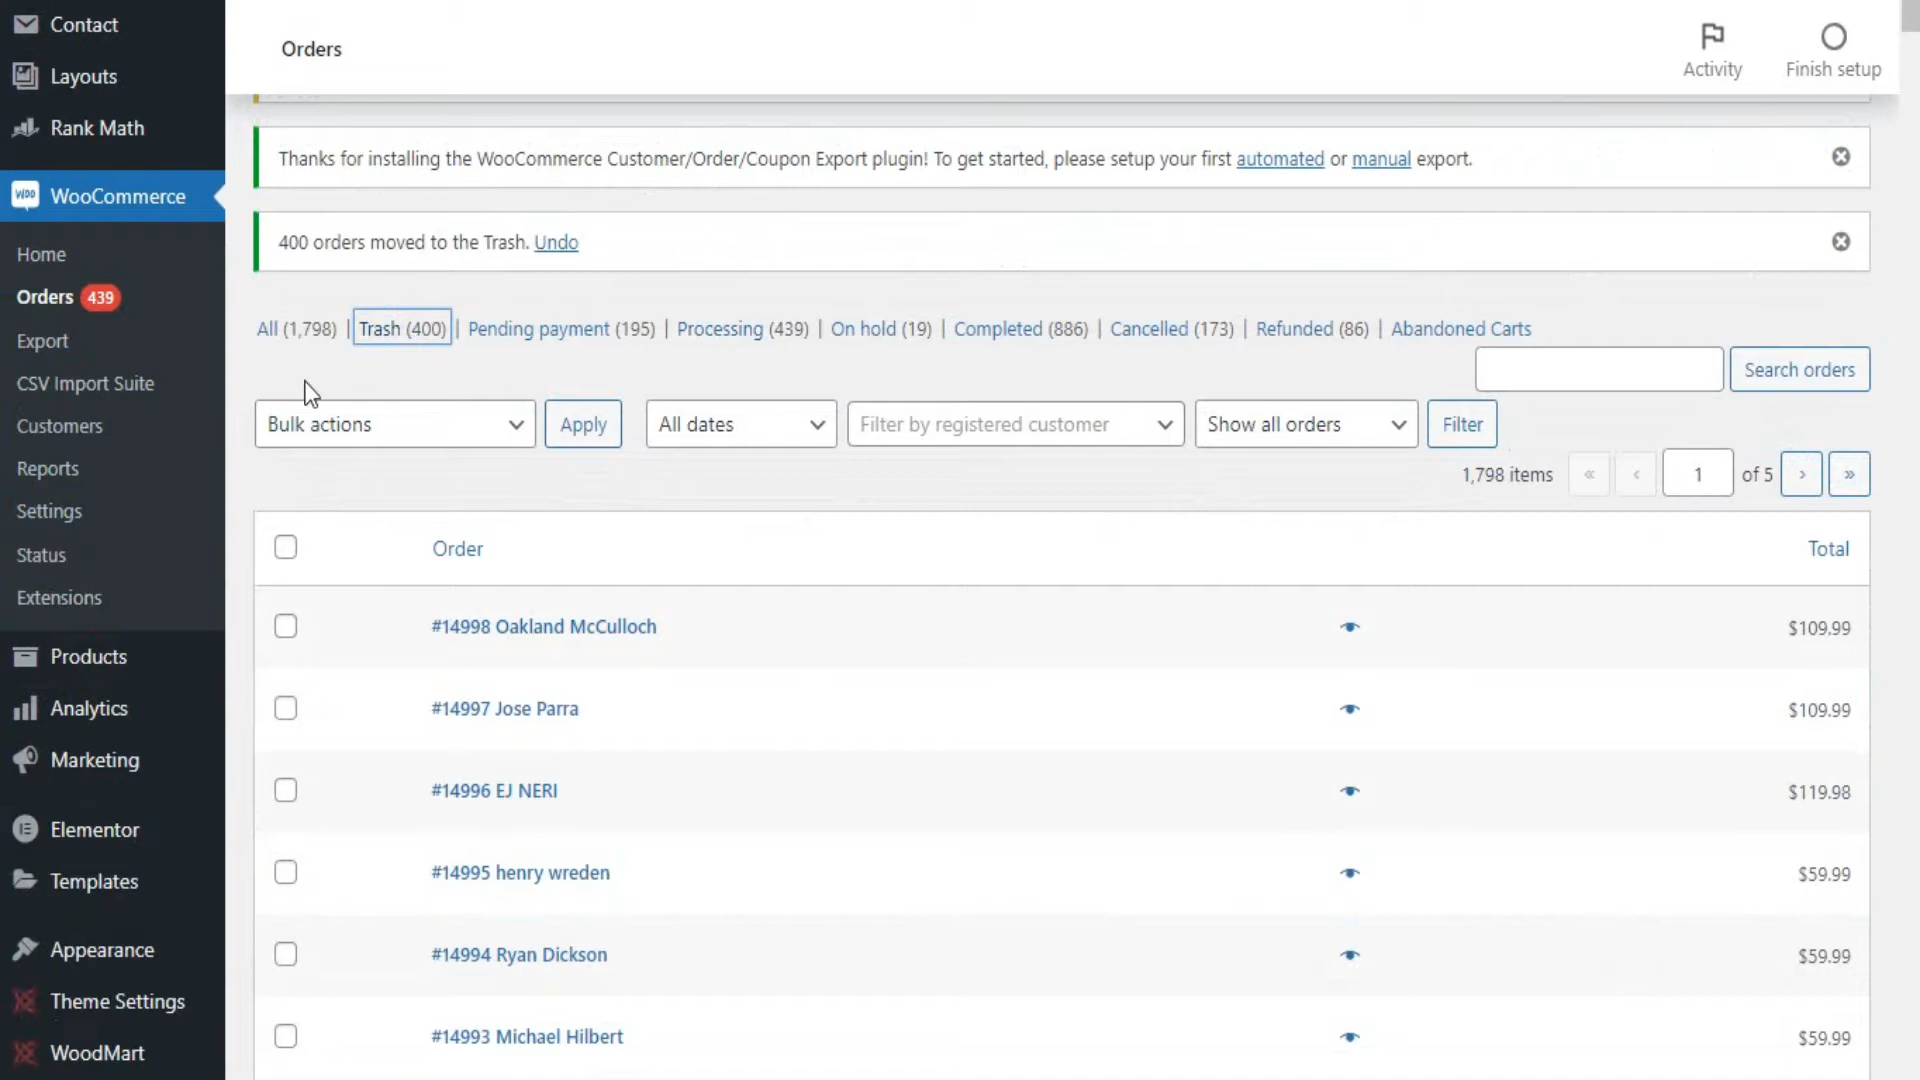 Contact
Layouts
Rank Math
WooCommerce
Home
Orders 439
Export
CSV Import Suite
Customers
Reports
Settings
Status
Extensions
Products
Analytics
Marketing
Elementor
Templates
Appearance
Theme Settings
WoodMart
Orders
Activity
Finish setup
Thanks for installing the WooCommerce Customer/Order/Coupon Export plugin! To get started, please setup your first automated or manual export.
400 orders moved to the Trash. Undo
All (1,798) | Trash (400) | Pending payment (195) | Processing (439) | On hold (19) | Completed (886) | Cancelled (173) | Refunded (86) | Abandoned Carts
Search orders
Bulk actions Apply All dates Filter by registered customer Show all orders Filter
1,798 items « ‹ 1 of 5 › »
Order Total
#14998 Oakland McCulloch $109.99
#14997 Jose Parra $109.99
#14996 EJ NERI $119.98
#14995 henry wreden $59.99
#14994 Ryan Dickson $59.99
#14993 Michael Hilbert $59.99